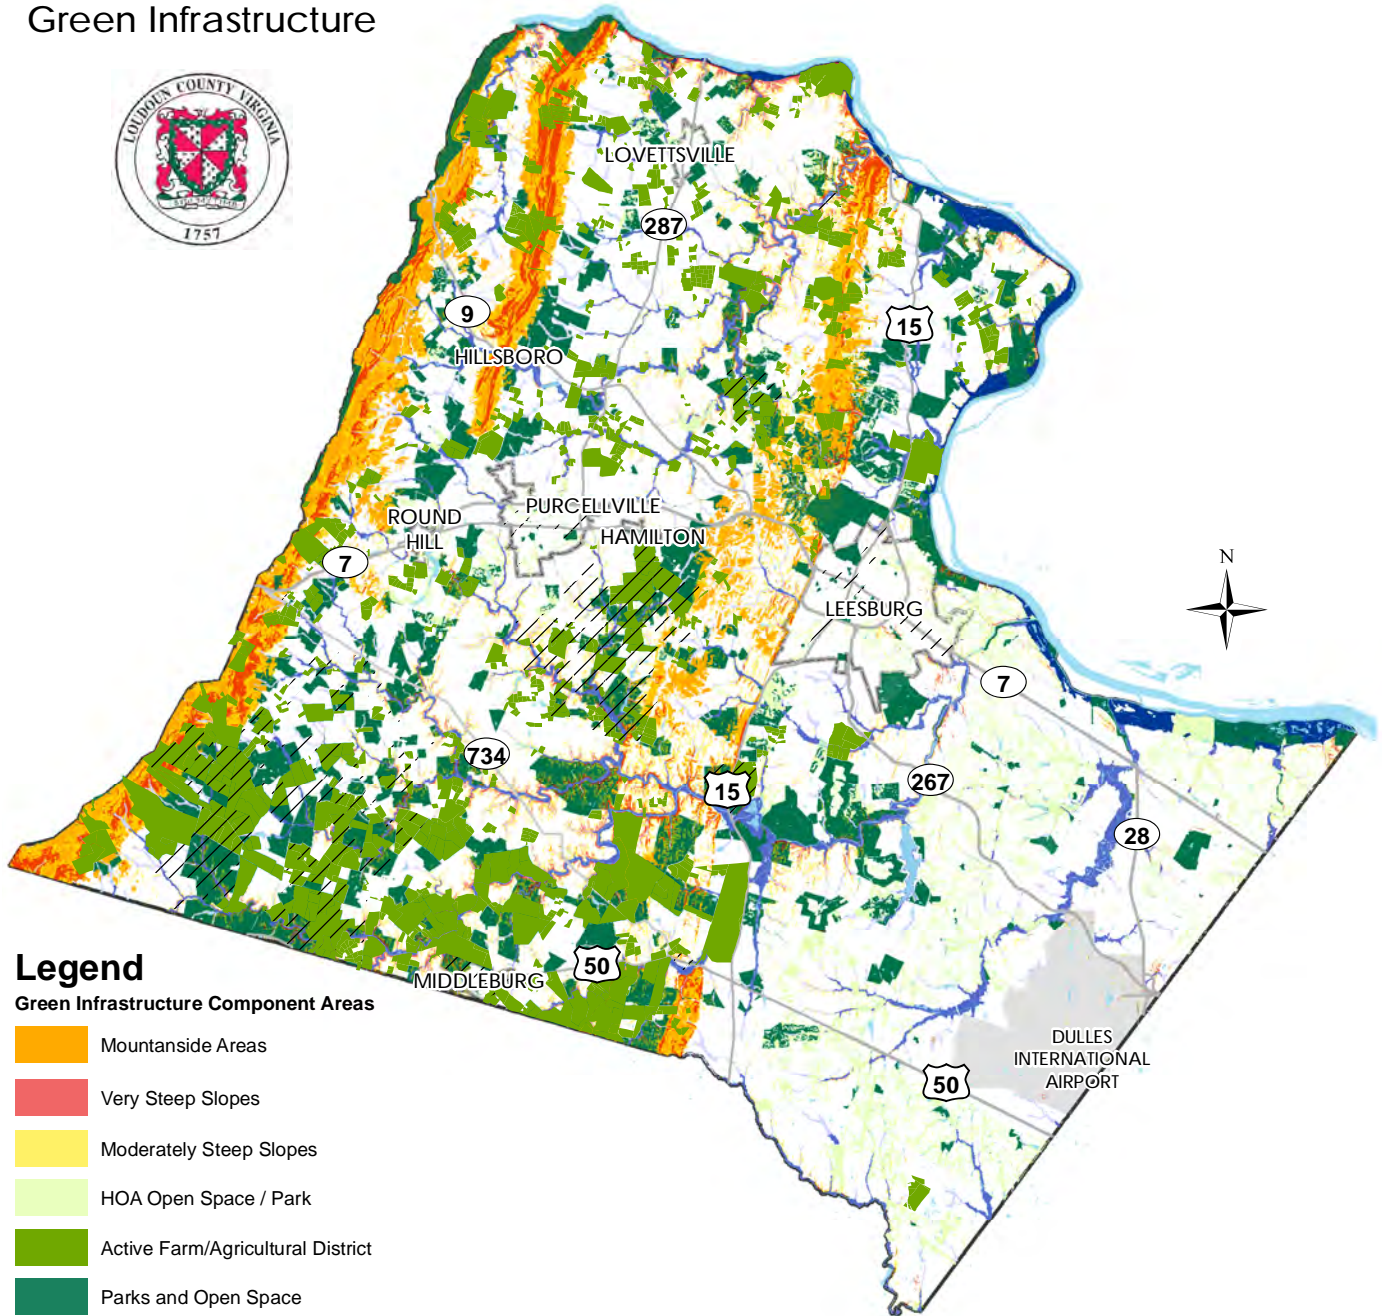 Green Infrastructure
LOUDOUN COUNTY VIRGINIA
1757
LOVETTSVILLE
287
9
15
HILLSBORO
PURCELLVILLE
ROUND
HILL
HAMILTON
7
N
LEESBURG
7
734
15
267
28
50
MIDDLEBURG
DULLES
INTERNATIONAL
AIRPORT
50
Legend
Green Infrastructure Component Areas
Mountanside Areas
Very Steep Slopes
Moderately Steep Slopes
HOA Open Space / Park
Active Farm/Agricultural District
Parks and Open Space